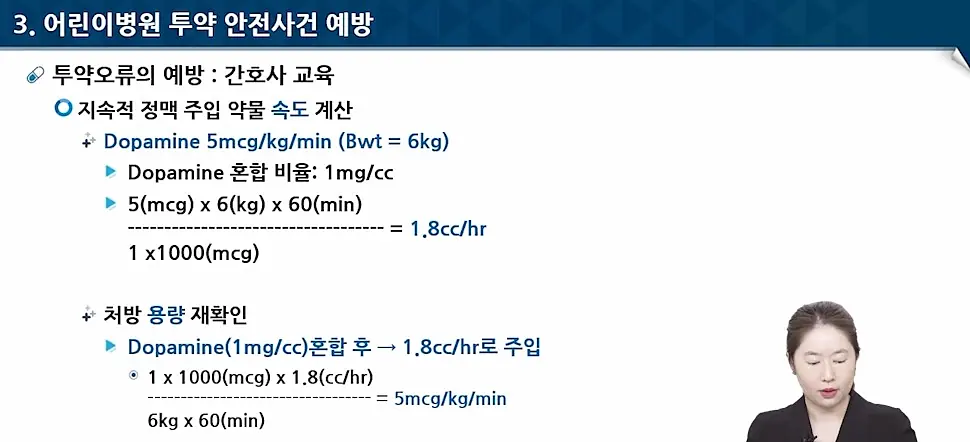 3. 어린이병원 투약 안전사건 예방
투약오류의 예방 : 간호사 교육
지속적 정맥 주입 약물 속도 계산
Dopamine 5mcg/kg/min (Bwt = 6kg)
Dopamine 혼합 비율: 1mg/cc
5(mcg) x 6(kg) x 60(min)
----------------------------------- = 1.8cc/hr
1 x1000(mcg)
처방 용량 재확인
Dopamine(1mg/cc)혼합 후 → 1.8cc/hr로 주입
1 x 1000(mcg) x 1.8(cc/hr)
----------------------------------- = 5mcg/kg/min
6kg x 60(min)